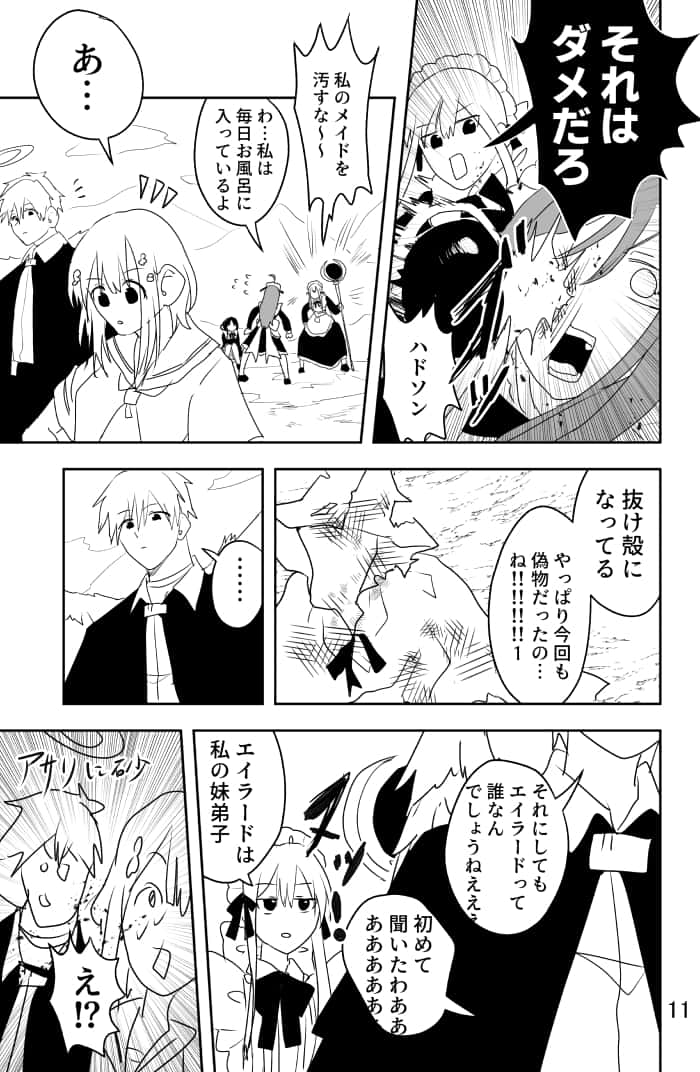 それは
ダメだろ
ハドソン
私のメイドを
汚すな～～
わ…私は
毎日お風呂に
入っているよ
あ…
抜け殻に
なってる
やっぱり今回も
偽物だったの…
ね!!!!!!!1
……
それにしても
エイラードって
誰なん
でしょうねええぇ
初めて
聞いたわああ
ああああぁ
エイラードは
私の妹弟子
アサリに砂
え!?
11